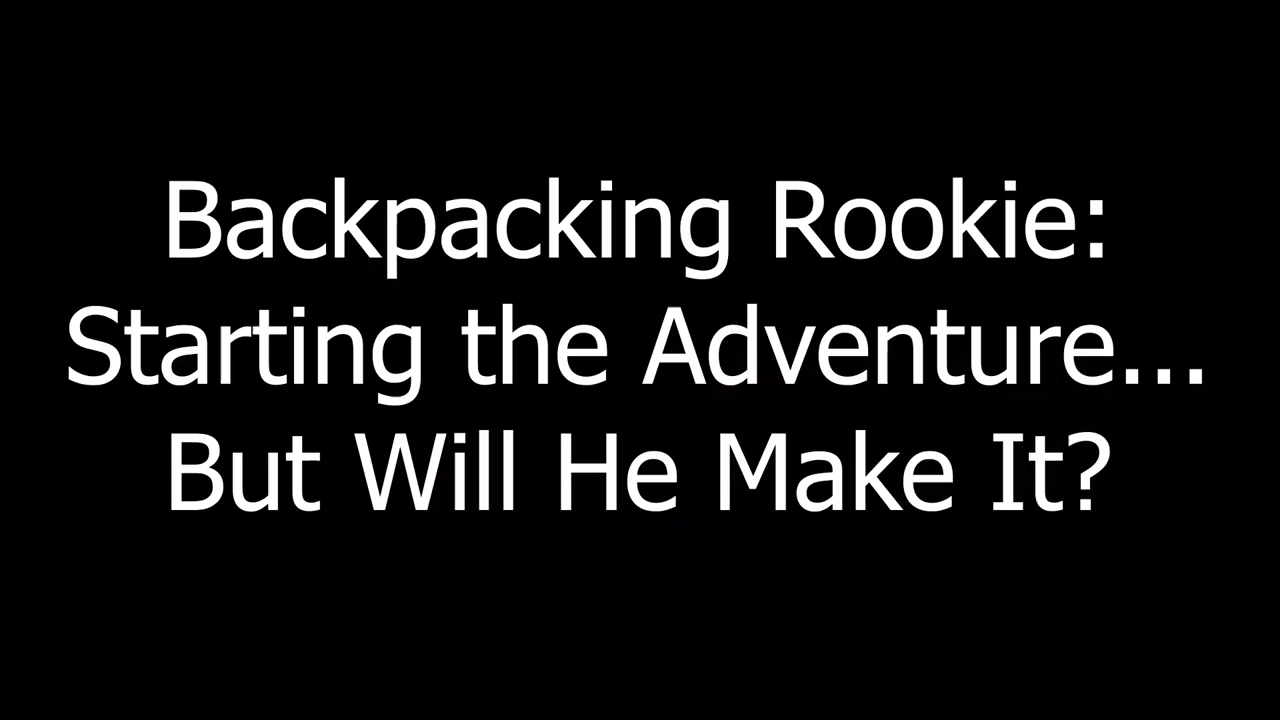 Backpacking Rookie:
Starting the Adventure...
But Will He Make It?